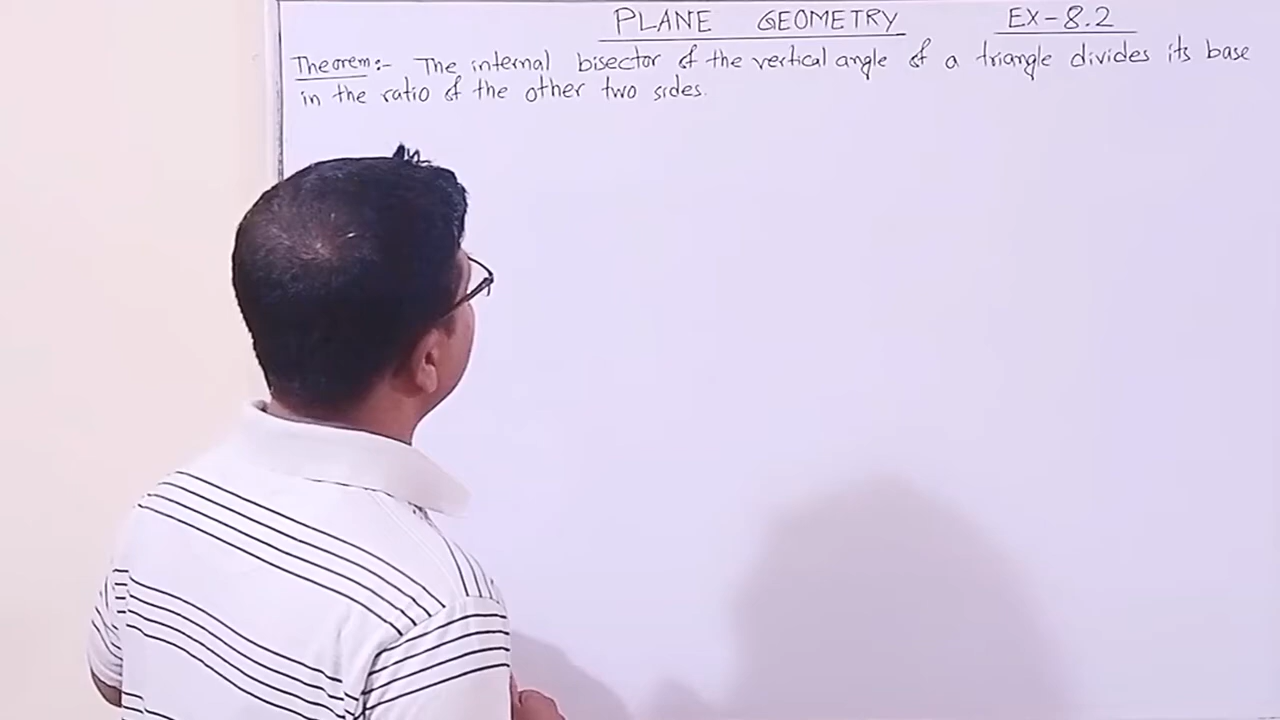 PLANE GEOMETRY EX-8.2
Theorem:- The internal bisector of the vertical angle of a triangle divides its base
in the ratio of the other two sides.